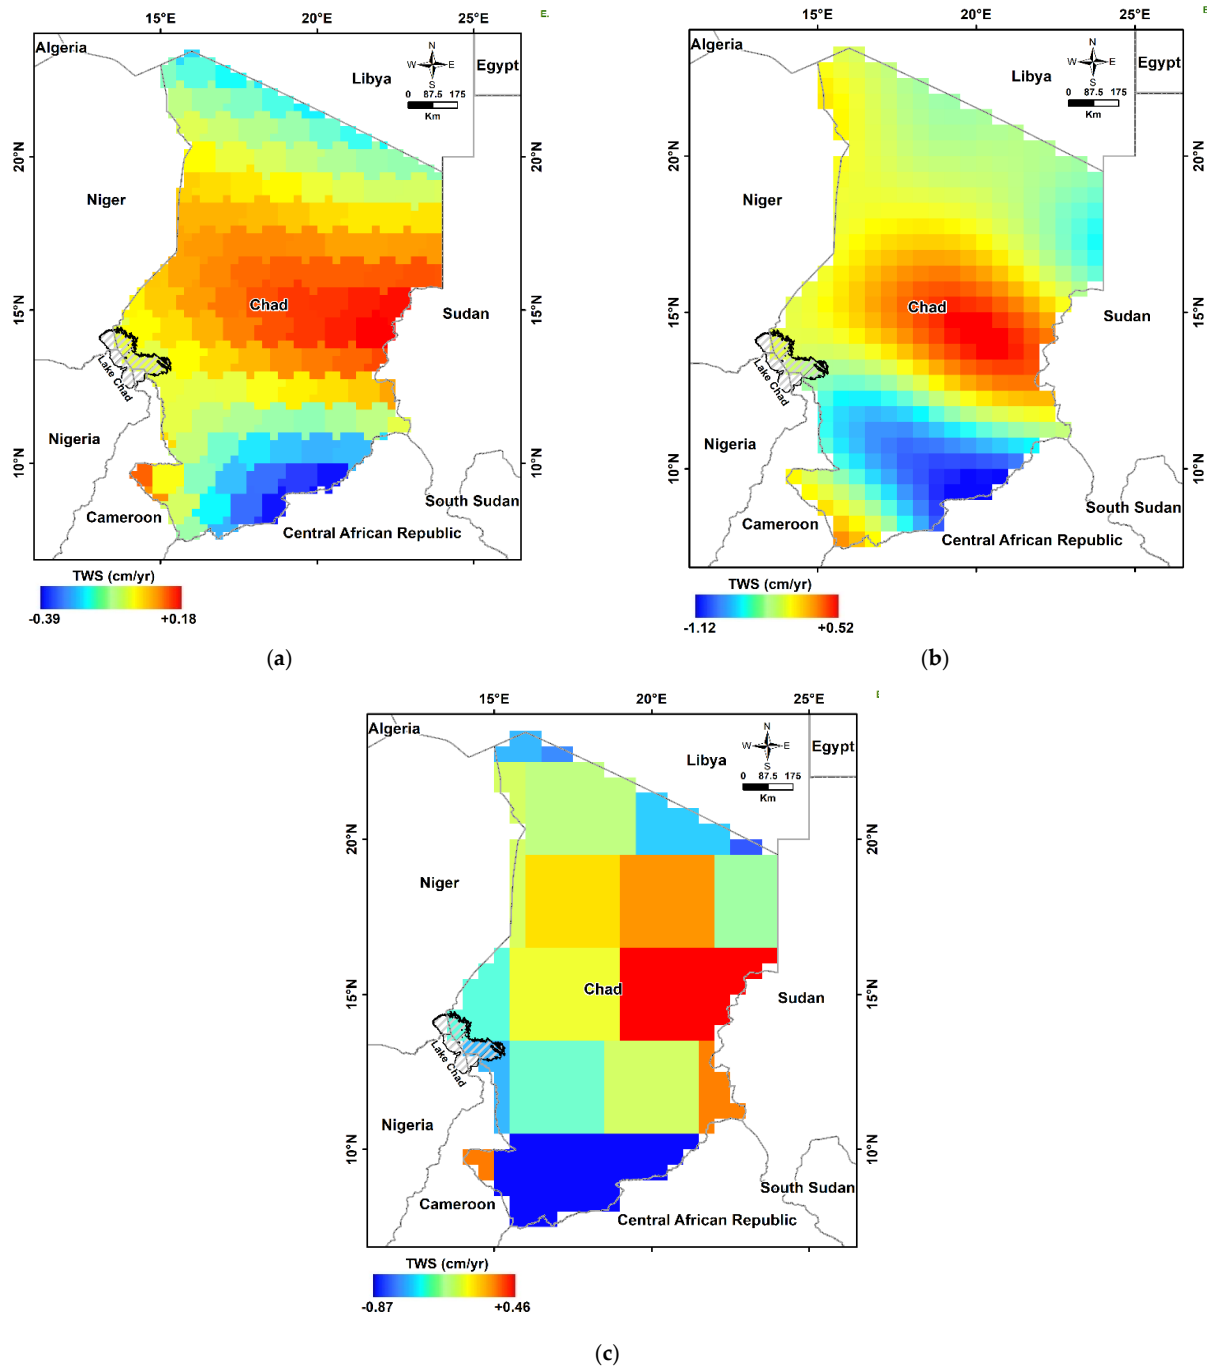 15°E 20°E 25°E
E.
Algeria
Libya
Egypt
N
W E
S
0 87.5 175
Km
20°N
20°N
Niger
Chad
Sudan
15°N
15°N
Lake Chad
Nigeria
10°N
10°N
Cameroon
South Sudan
Central African Republic
TWS (cm/yr)
-0.39 +0.18
(a)
15°E 20°E 25°E
E
Algeria
Libya
Egypt
N
W E
S
0 87.5 175
Km
20°N
20°N
Niger
Chad
Sudan
15°N
15°N
Lake Chad
Nigeria
10°N
10°N
Cameroon
South Sudan
Central African Republic
TWS (cm/yr)
-1.12 +0.52
(b)
15°E 20°E 25°E
E
Algeria
Libya
Egypt
N
W E
S
0 87.5 175
Km
20°N
20°N
Niger
Chad
Sudan
15°N
15°N
Lake Chad
Nigeria
10°N
10°N
Cameroon
South Sudan
Central African Republic
TWS (cm/yr)
-0.87 +0.46
(c)